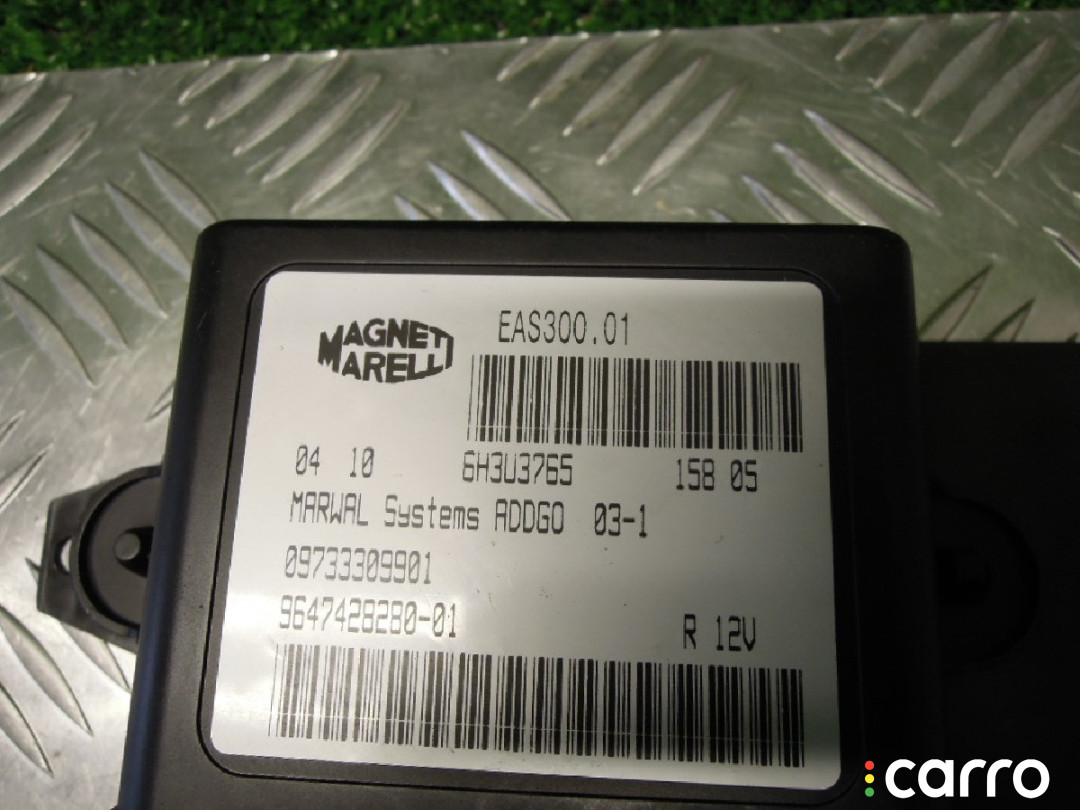 MAGNETI
MARELLI
EAS300.01
04 10 6H3U3765 158 05
MARWAL Systems ADDGO 03-1
09733309901
9647428280-01
R 12V
carro